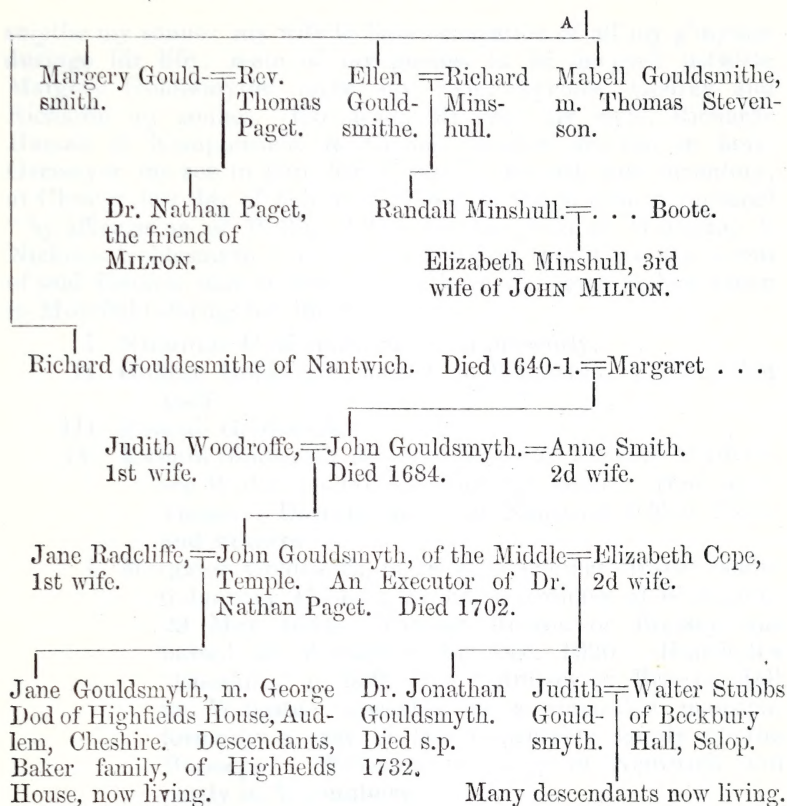 A
Margery Gould-
smith.
Rev.
Thomas
Paget.
Ellen
Gould-
smithe.
Richard
Mins-
hull.
Mabell Gouldsmithe,
m. Thomas Steven-
son.
Dr. Nathan Paget,
the friend of
MILTON.
Randall Minshull.=. . . Boote.
Elizabeth Minshull, 3rd
wife of JOHN MILTON.
Richard Gouldesmithe of Nantwich. Died 1640-1.=Margaret . . .
Judith Woodroffe,
1st wife.
=John Gouldsmyth.
Died 1684.
=Anne Smith.
2d wife.
Jane Radcliffe,
1st wife.
=John Gouldsmyth, of the Middle
Temple. An Executor of Dr.
Nathan Paget. Died 1702.
=Elizabeth Cope,
2d wife.
Jane Gouldsmyth, m. George
Dod of Highfields House, Aud-
lem, Cheshire. Descendants,
Baker family, of Highfields
House, now living.
Dr. Jonathan
Gouldsmyth.
Died s.p.
1732.
Judith
Gould-
smyth.
=Walter Stubbs
of Beckbury
Hall, Salop.
Many descendants now living.